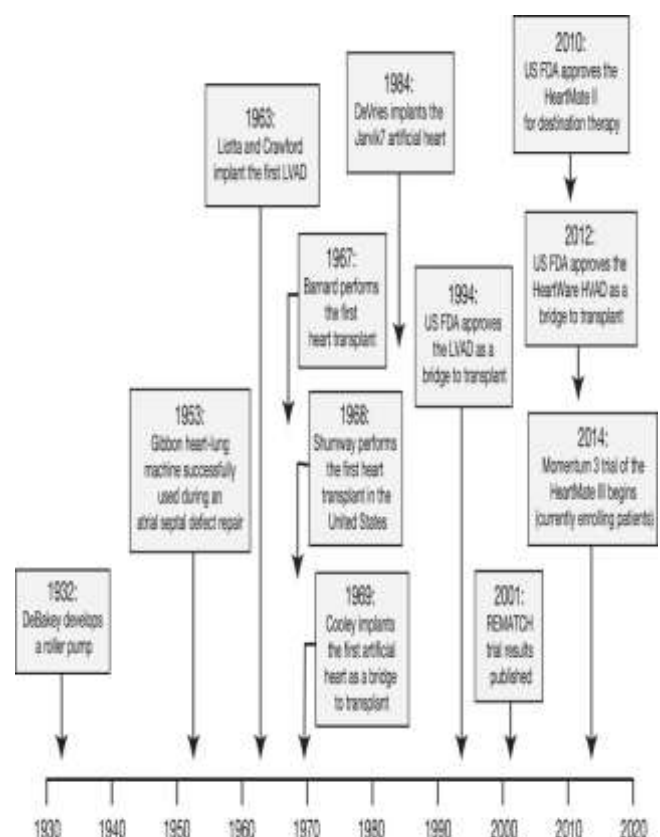 2010:
US FDA approves the
HeartMate II
for destination therapy
1984:
DeVries implants the
Jarvik7 artificial heart
1963:
Liotta and Crawford
implant the first LVAD
2012:
US FDA approves the
HeartWare HVAD as a
bridge to transplant
1967:
Barnard performs
the first
heart transplant
1994:
US FDA approves
the LVAD as a
bridge to transplant
1953:
Gibbon heart-lung
machine successfully
used during an
atrial septal defect repair
1968:
Shumway performs
the first heart
transplant in the
United States
2014:
Momentum 3 trial of the
HeartMate III begins
(currently enrolling patients)
1932:
DeBakey develops
a roller pump
1969:
Cooley implants
the first artificial
heart as a bridge
to transplant
2001:
REMATCH
trial results
published
1930 1940 1950 1960 1970 1980 1990 2000 2010 2020